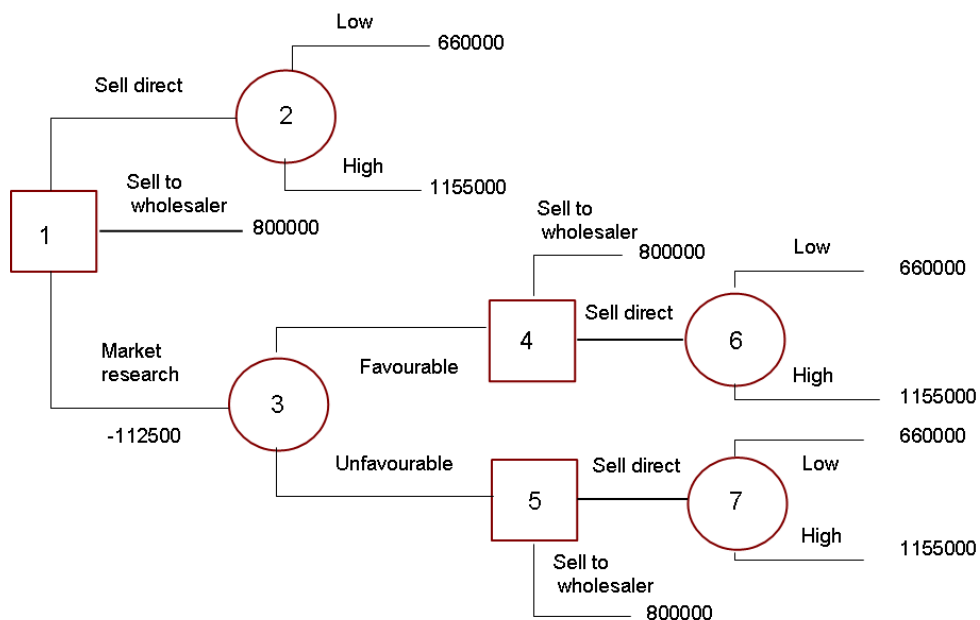 Low
660000
Sell direct
2
High
1155000
Sell to
wholesaler
800000
1
Sell to
wholesaler
800000
Low
660000
Sell direct
4
6
Market
research
Favourable
High
1155000
3
-112500
660000
Unfavourable
Sell direct
Low
5
7
High
1155000
Sell to
wholesaler
800000